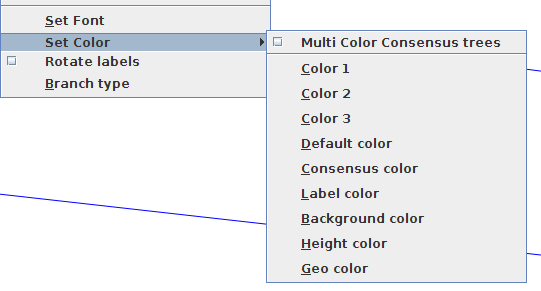 Set Font
Set Color
Rotate labels
Branch type
Multi Color Consensus trees
Color 1
Color 2
Color 3
Default color
Consensus color
Label color
Background color
Height color
Geo color